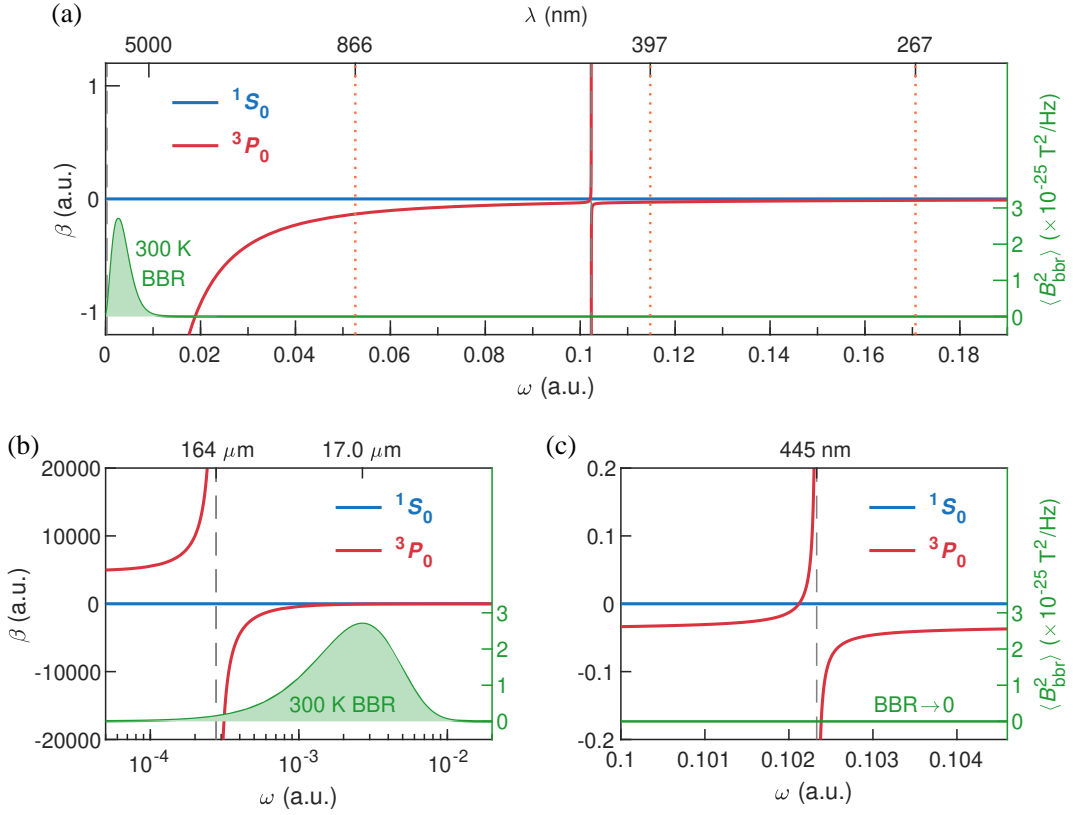 (a)
λ (nm)
5000 866 397 267
1
0
-1
β (a.u.)
¹S₀
³P₀
300 K
BBR
3
2
1
0
⟨B²bbr⟩ (× 10⁻²⁵ T²/Hz)
0 0.02 0.04 0.06 0.08 0.1 0.12 0.14 0.16 0.18
ω (a.u.)
(b)
164 μm 17.0 μm
20000
10000
0
-10000
-20000
β (a.u.)
¹S₀
³P₀
300 K BBR
3
2
1
0
10⁻⁴ 10⁻³ 10⁻²
ω (a.u.)
(c)
445 nm
0.2
0.1
0
-0.1
-0.2
¹S₀
³P₀
BBR→0
3
2
1
0
⟨B²bbr⟩ (× 10⁻²⁵ T²/Hz)
0.1 0.101 0.102 0.103 0.104
ω (a.u.)